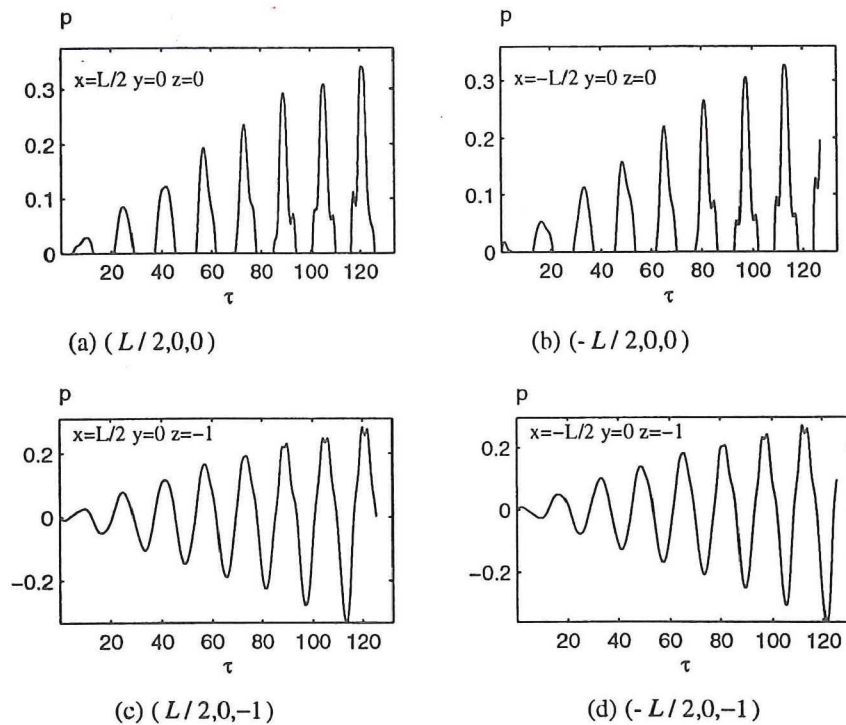 p
x=L/2 y=0 z=0
0.3
0.2
0.1
0
20 40 60 80 100 120
τ
(a) ( L / 2,0,0)
p
x=−L/2 y=0 z=0
0.3
0.2
0.1
0
20 40 60 80 100 120
τ
(b) (- L / 2,0,0)
p
x=L/2 y=0 z=−1
0.2
0
−0.2
20 40 60 80 100 120
τ
(c) ( L / 2,0,−1)
p
x=−L/2 y=0 z=−1
0.2
0
−0.2
20 40 60 80 100 120
τ
(d) (- L / 2,0,−1)